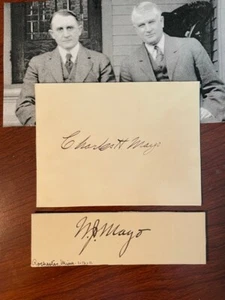 Charles H Mayo
W. J. Mayo
Rochester Minn